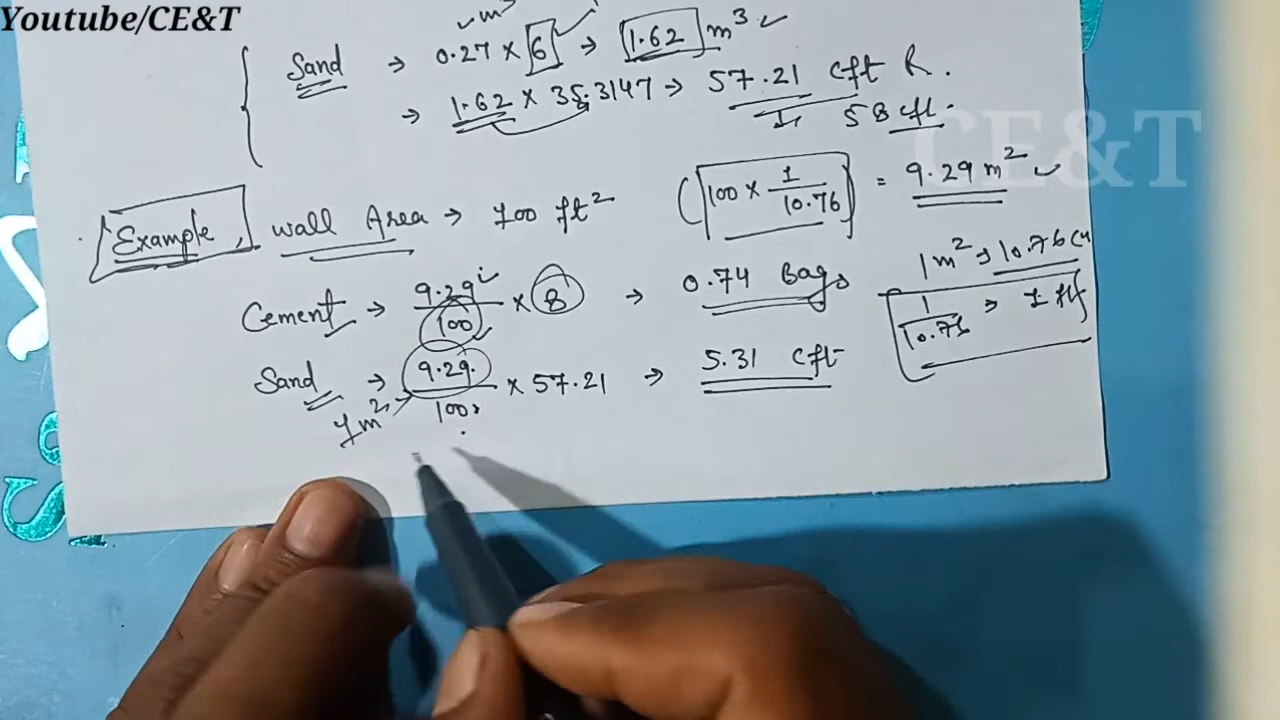 Youtube/CE&T
m³
Sand → 0.27 × 6 → 1.62 m³
→ 1.62 × 35.3147 → 57.21 cft R.
58 cft.
CE&T
Example, wall Area → 100 ft² (100 × 1/10.76) = 9.29 m²
1m² → 10.76
Cement → 9.29/100 × 8 → 0.74 Bags
1/10.76 → 1 ft
Sand → 9.29/100 × 57.21 → 5.31 cft
1m²